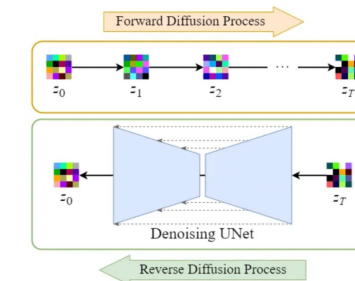 Forward Diffusion Process
z0 z1 z2 ... zT
z0 zT
Denoising UNet
Reverse Diffusion Process